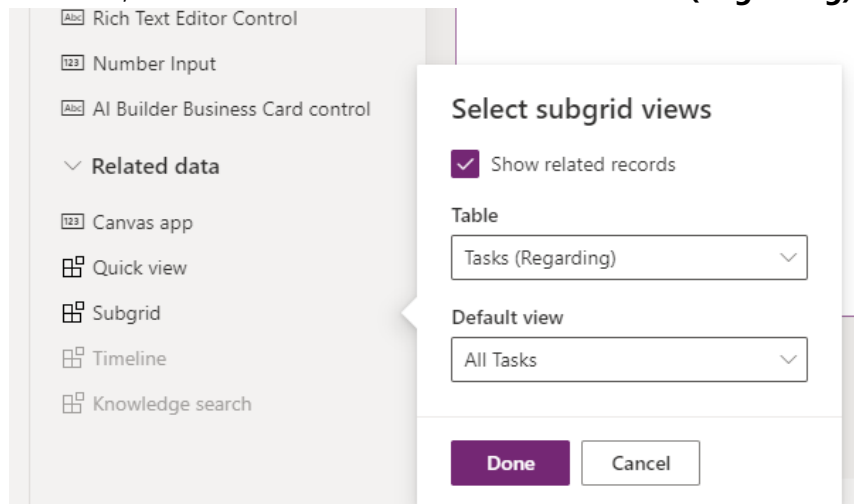 Rich Text Editor Control
Number Input
AI Builder Business Card control
Related data
Canvas app
Quick view
Subgrid
Timeline
Knowledge search
Select subgrid views
Show related records
Table
Tasks (Regarding)
Default view
All Tasks
Done
Cancel